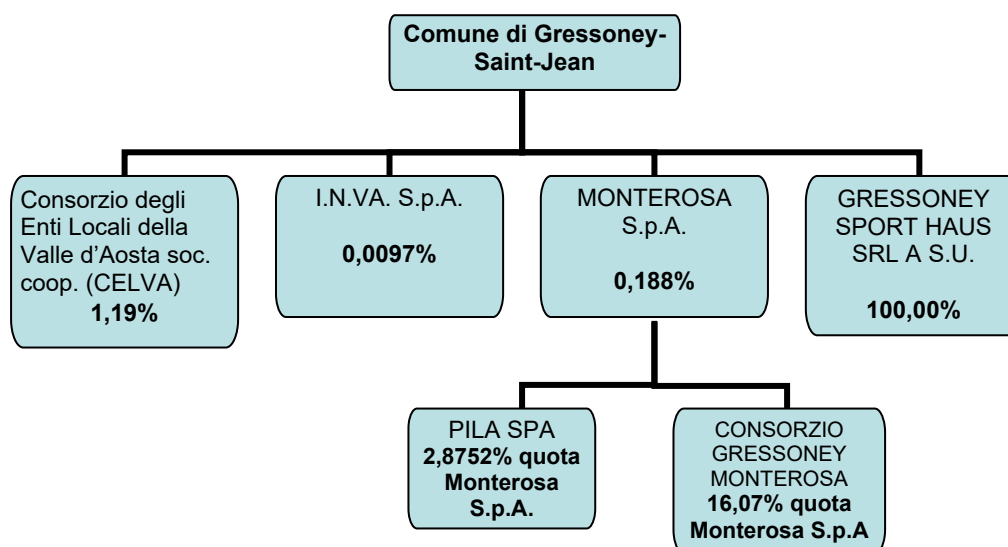 Comune di Gressoney-
Saint-Jean
Consorzio degli
Enti Locali della
Valle d’Aosta soc.
coop. (CELVA)
1,19%
I.N.VA. S.p.A.
0,0097%
MONTEROSA
S.p.A.
0,188%
GRESSONEY
SPORT HAUS
SRL A S.U.
100,00%
PILA SPA
2,8752% quota
Monterosa
S.p.A.
CONSORZIO
GRESSONEY
MONTEROSA
16,07% quota
Monterosa S.p.A